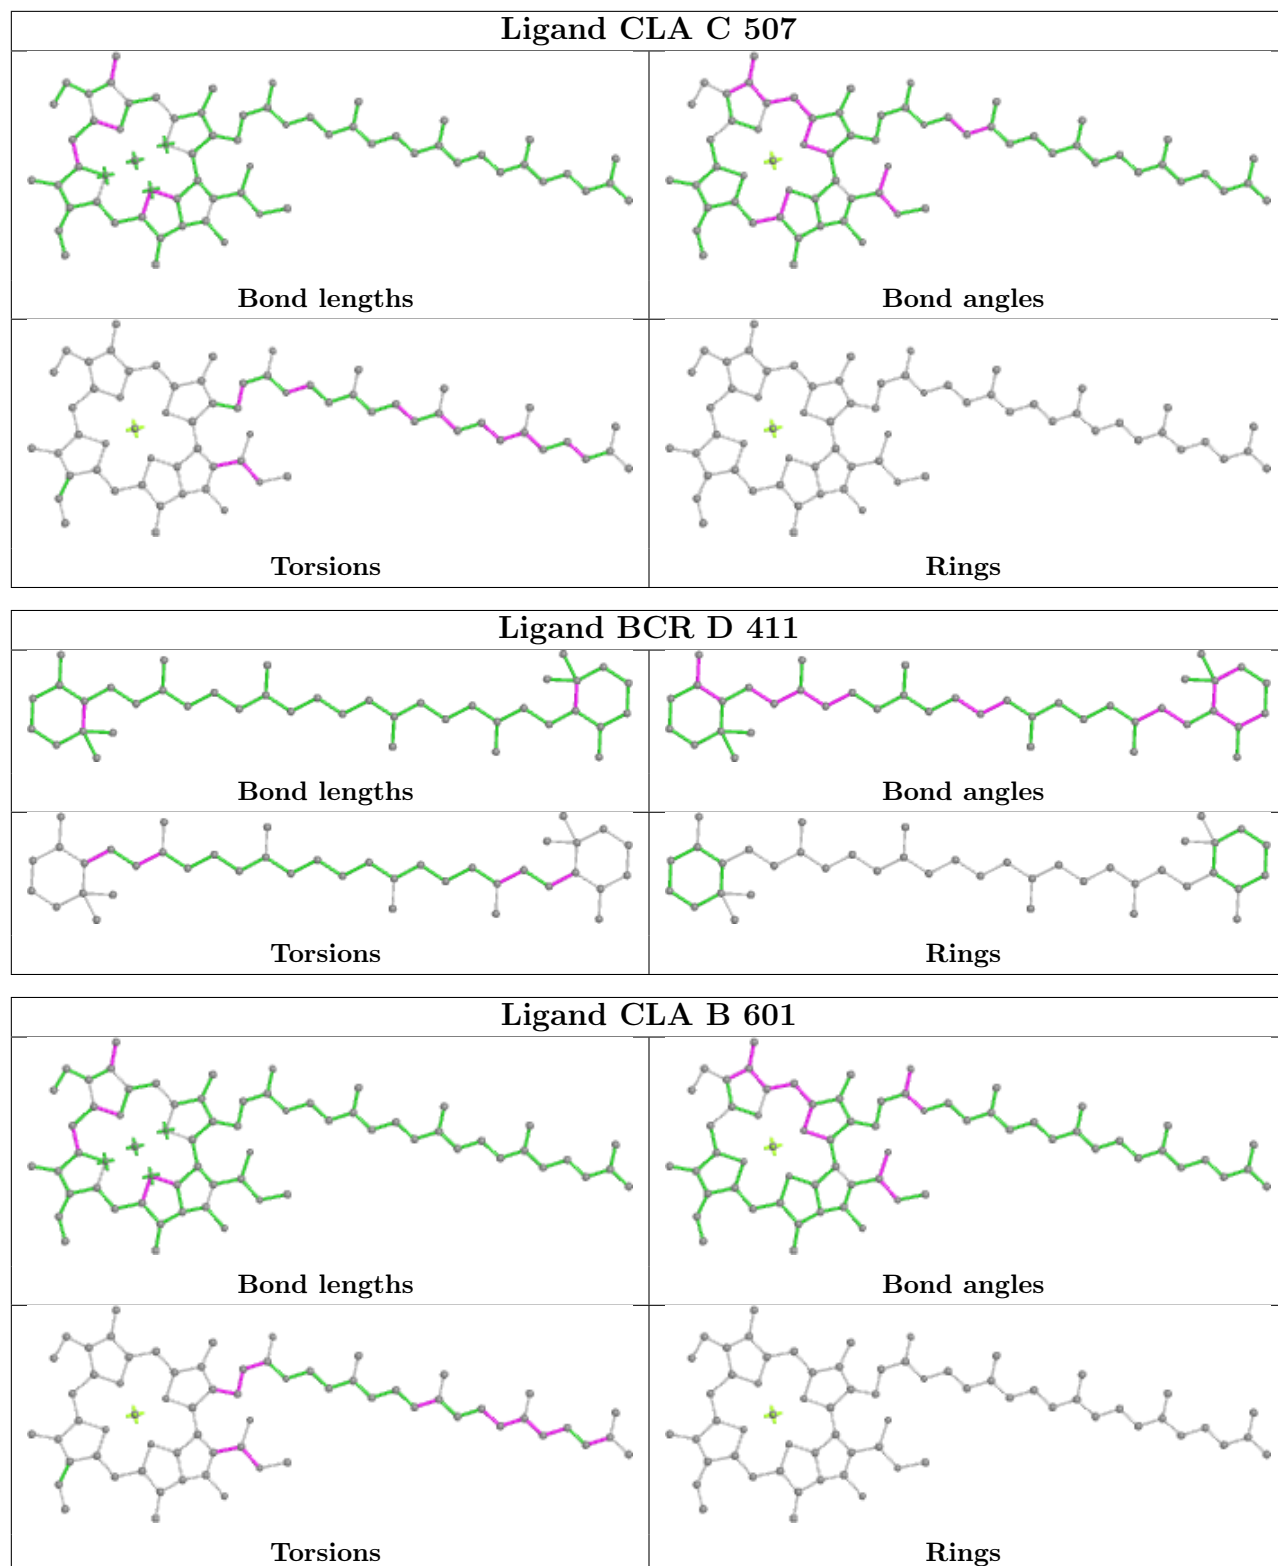 Ligand CLA C 507
Bond lengths
Bond angles
Torsions
Rings
Ligand BCR D 411
Bond lengths
Bond angles
Torsions
Rings
Ligand CLA B 601
Bond lengths
Bond angles
Torsions
Rings